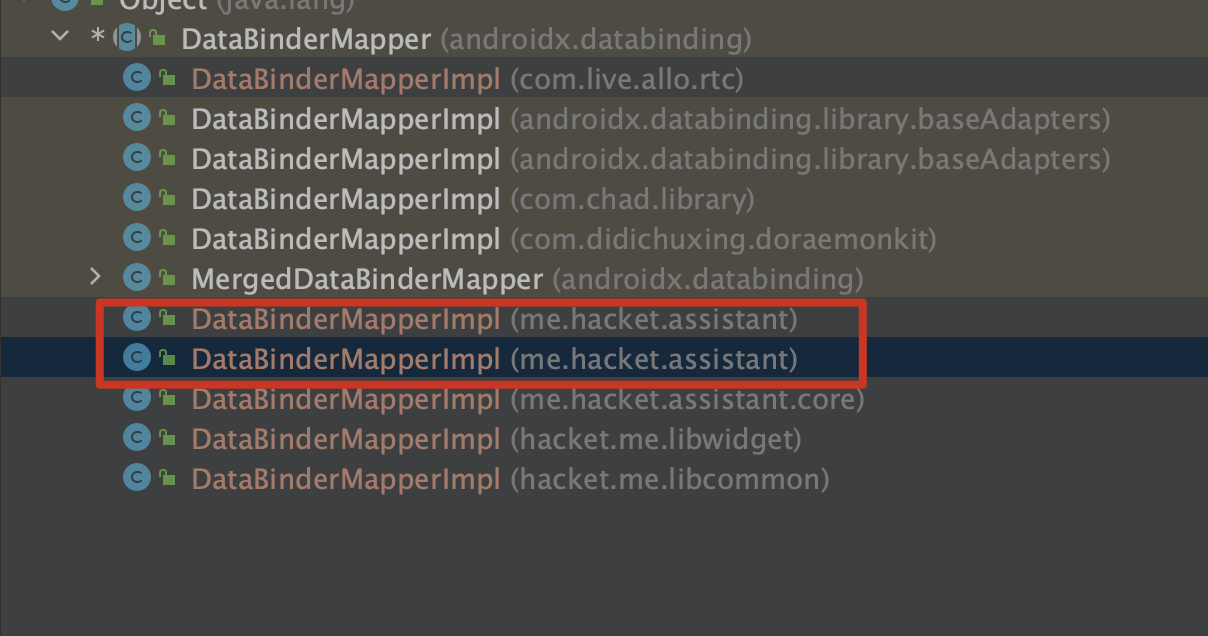 Object (java.lang)
* DataBinderMapper (androidx.databinding)
DataBinderMapperImpl (com.live.allo.rtc)
DataBinderMapperImpl (androidx.databinding.library.baseAdapters)
DataBinderMapperImpl (androidx.databinding.library.baseAdapters)
DataBinderMapperImpl (com.chad.library)
DataBinderMapperImpl (com.didichuxing.doraemonkit)
MergedDataBinderMapper (androidx.databinding)
DataBinderMapperImpl (me.hacket.assistant)
DataBinderMapperImpl (me.hacket.assistant)
DataBinderMapperImpl (me.hacket.assistant.core)
DataBinderMapperImpl (hacket.me.libwidget)
DataBinderMapperImpl (hacket.me.libcommon)